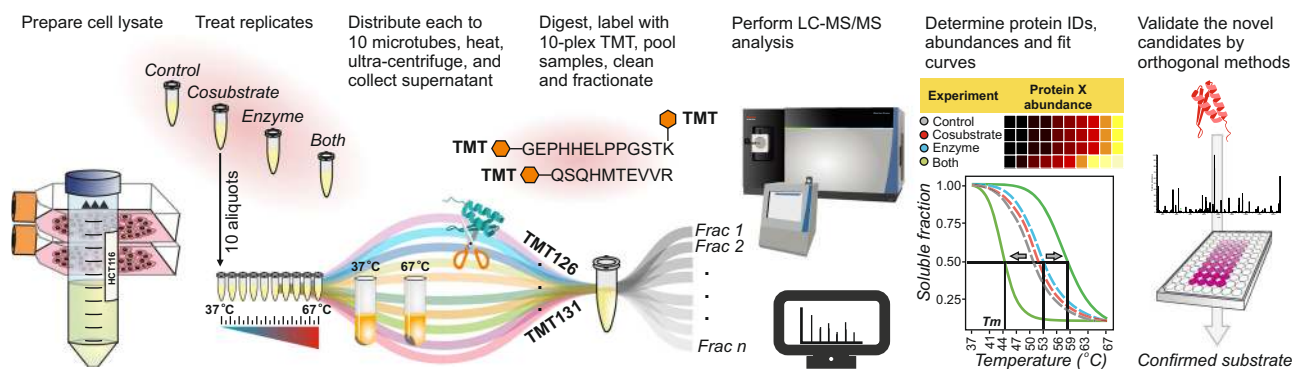 Prepare cell lysate
Treat replicates
Distribute each to
10 microtubes, heat,
ultra-centrifuge, and
collect supernatant
Digest, label with
10-plex TMT, pool
samples, clean
and fractionate
Perform LC-MS/MS
analysis
Determine protein IDs,
abundances and fit
curves
Validate the novel
candidates by
orthogonal methods
Control
Cosubstrate
Enzyme
Both
10 aliquots
HCT116
37°C
67°C
37°C
67°C
TMT
TMT GEPHHELPPGSTK
TMT QSQHMTEVVR
TMT126
TMT131
Frac 1
Frac 2
Frac n
Experiment
Protein X
abundance
Control
Cosubstrate
Enzyme
Both
Soluble fraction
1.00
0.75
0.50
0.25
Tm
37 41 44 47 50 53 56 59 63 67
Temperature (°C)
Confirmed substrate